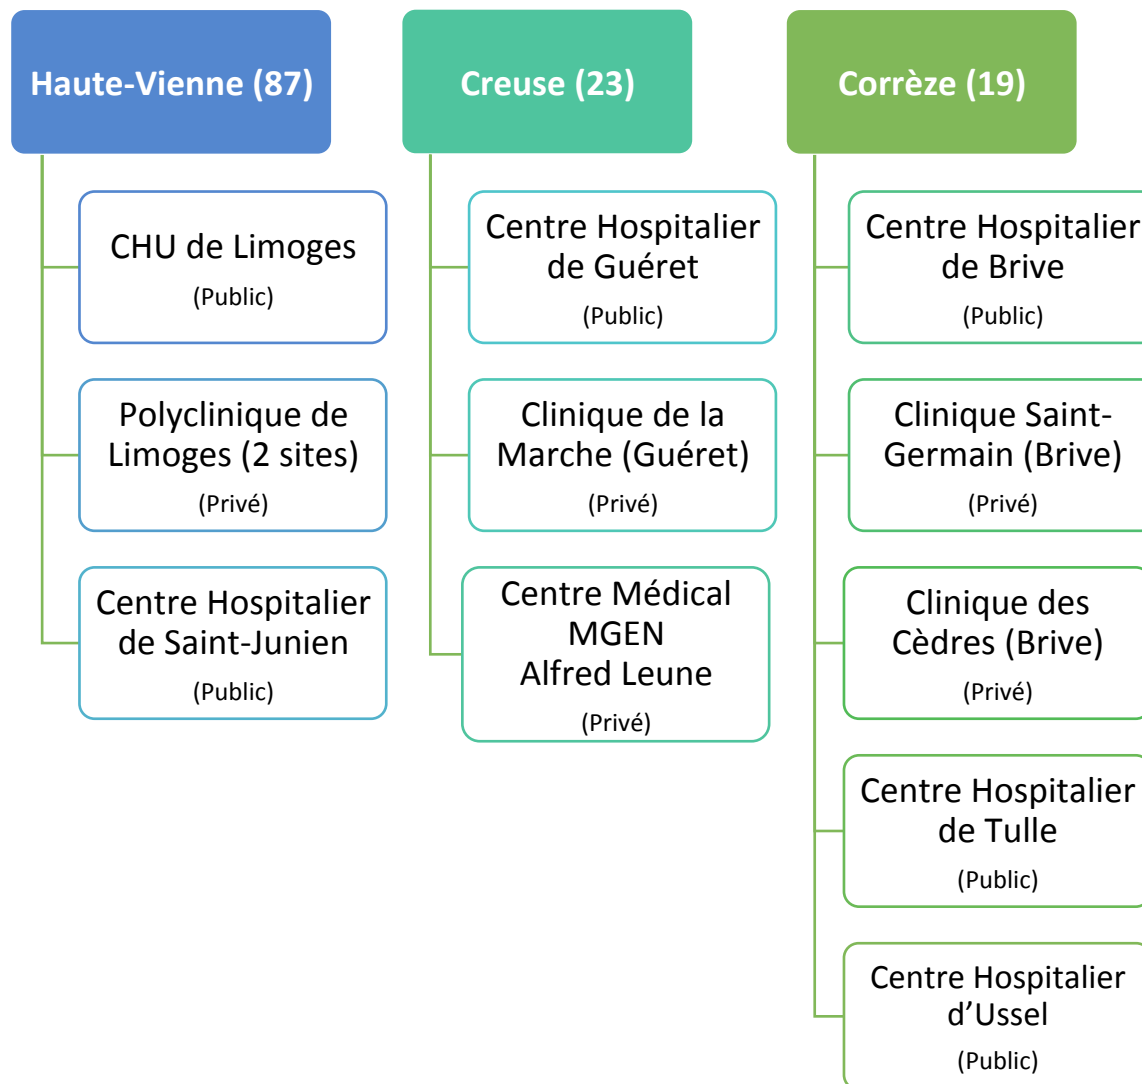 Haute-Vienne (87)
CHU de Limoges
(Public)
Polyclinique de
Limoges (2 sites)
(Privé)
Centre Hospitalier
de Saint-Junien
(Public)
Creuse (23)
Centre Hospitalier
de Guéret
(Public)
Clinique de la
Marche (Guéret)
(Privé)
Centre Médical
MGEN
Alfred Leune
(Privé)
Corrèze (19)
Centre Hospitalier
de Brive
(Public)
Clinique Saint-
Germain (Brive)
(Privé)
Clinique des
Cèdres (Brive)
(Privé)
Centre Hospitalier
de Tulle
(Public)
Centre Hospitalier
d’Ussel
(Public)